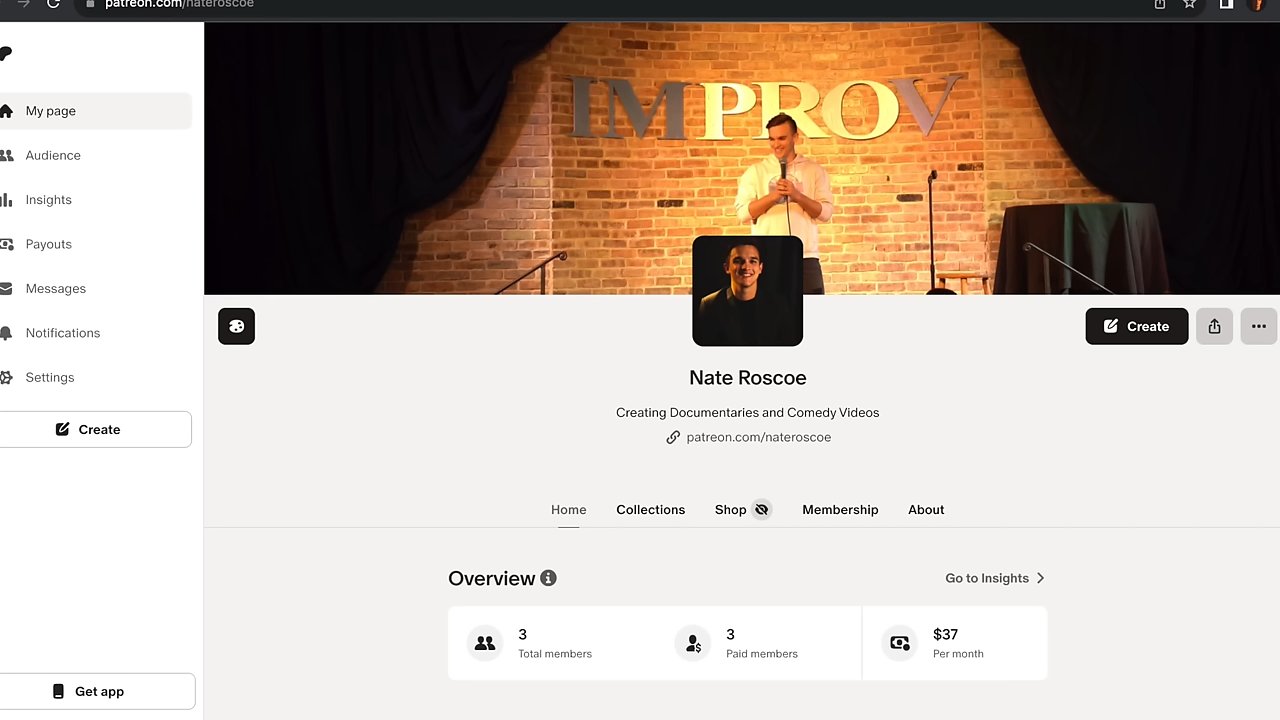 patreon.com/nateroscoe
My page
Audience
Insights
Payouts
Messages
Notifications
Settings
Create
Get app
IMPROV
Create
Nate Roscoe
Creating Documentaries and Comedy Videos
patreon.com/nateroscoe
Home Collections Shop Membership About
Overview
Go to Insights
3
Total members
3
Paid members
$37
Per month